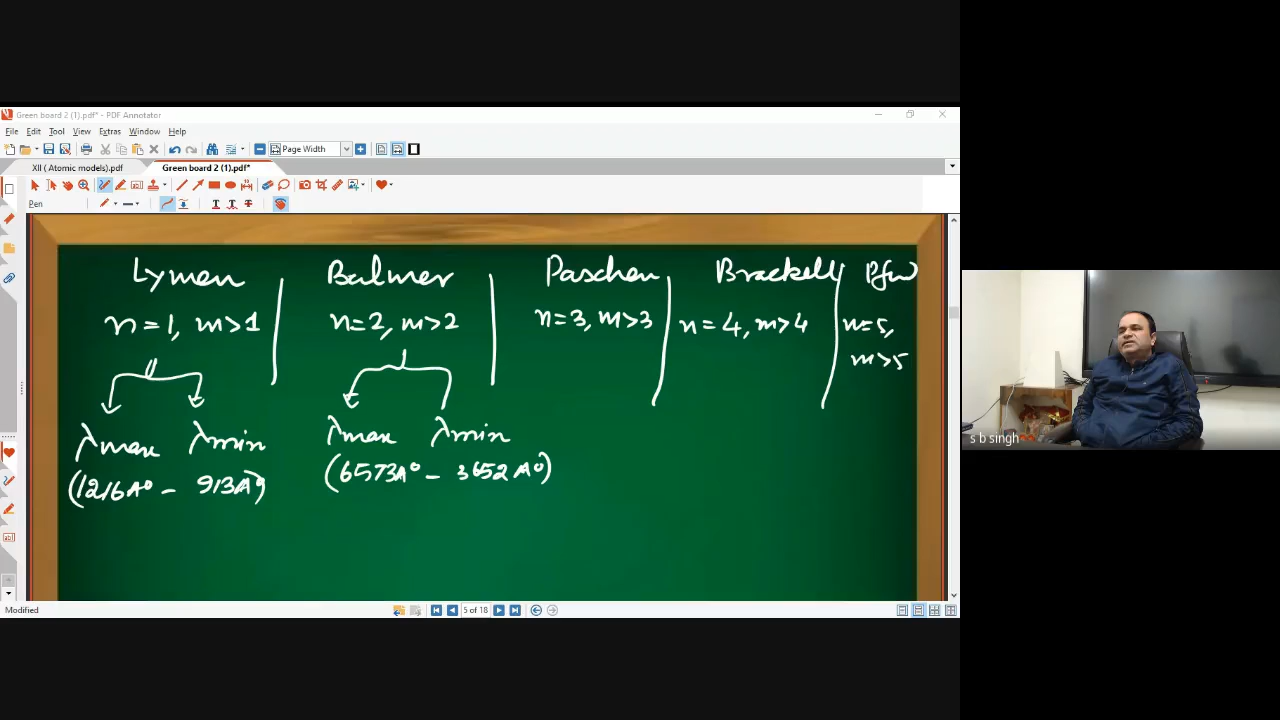 Green board 2 (1).pdf* - PDF Annotator
File Edit Tool View Extras Window Help
Page Width
XII ( Atomic models).pdf Green board 2 (1).pdf*
Pen
Lyman Balmer Paschen Brackett Pfund
n=1, m>1 n=2, m>2 n=3, m>3 n=4, m>4 n=5,
m>5
λmax λmin λmax λmin
(1216A° - 913A°) (6573A° - 3652A°)
s b singh
Modified 5 of 18